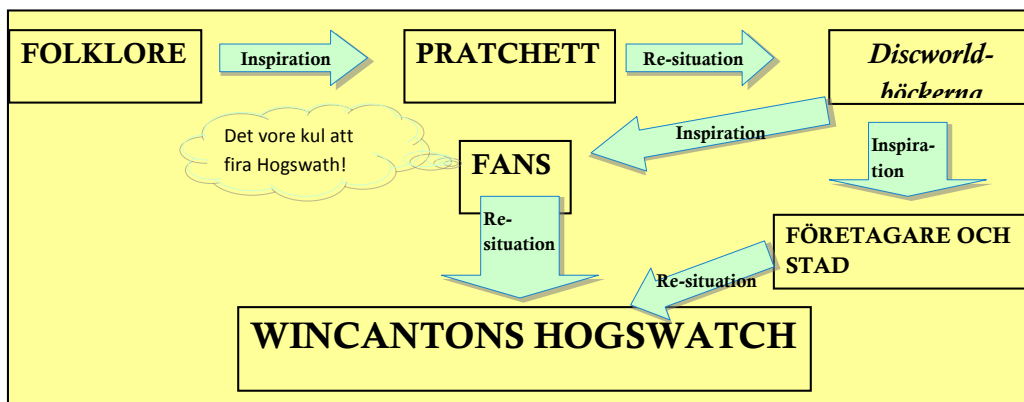 FOLKLORE
Inspiration
PRATCHETT
Re-situation
Discworld-
böckerna
Det vore kul att
fira Hogswath!
Inspiration
Inspira-
tion
FANS
Re-
situation
FÖRETAGARE OCH
STAD
Re-situation
WINCANTONS HOGSWATCH